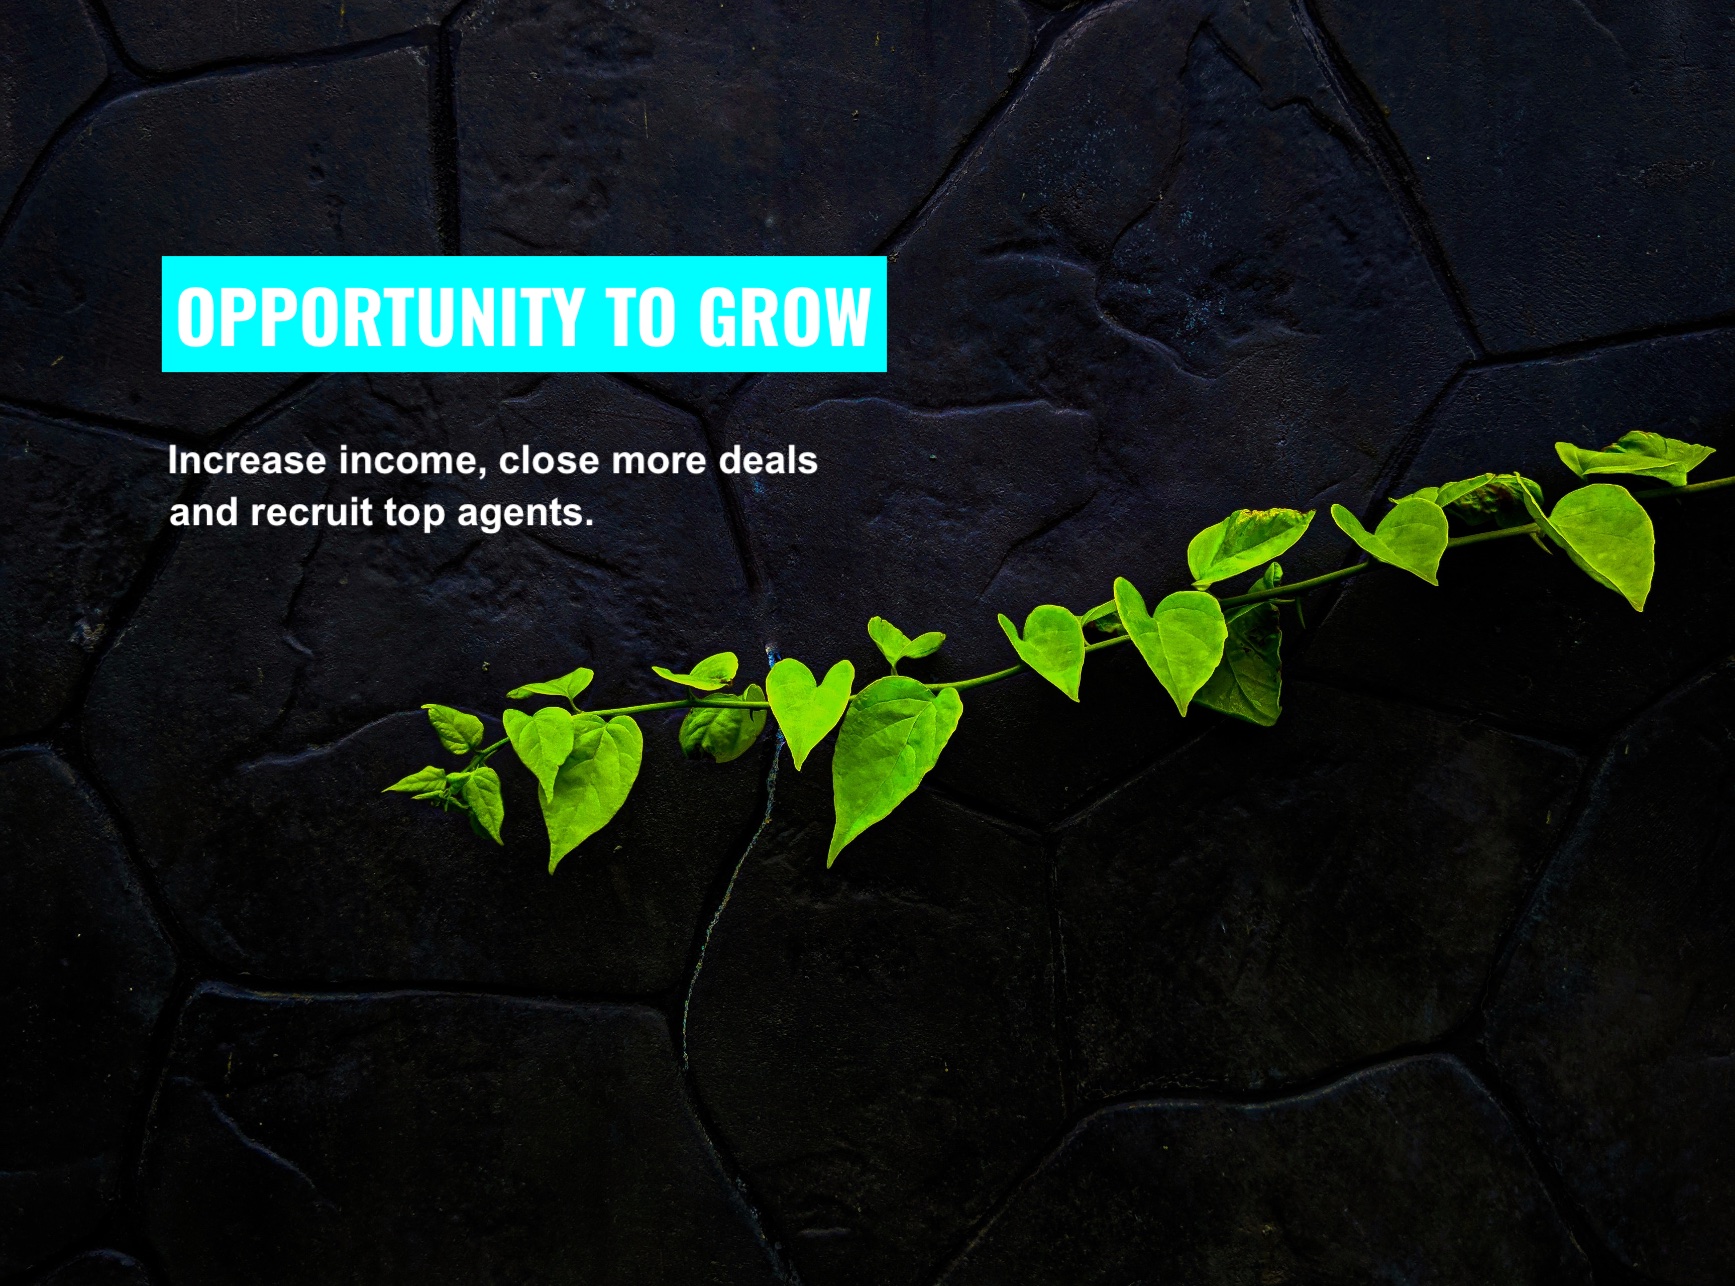 OPPORTUNITY TO GROW
Increase income, close more deals
and recruit top agents.